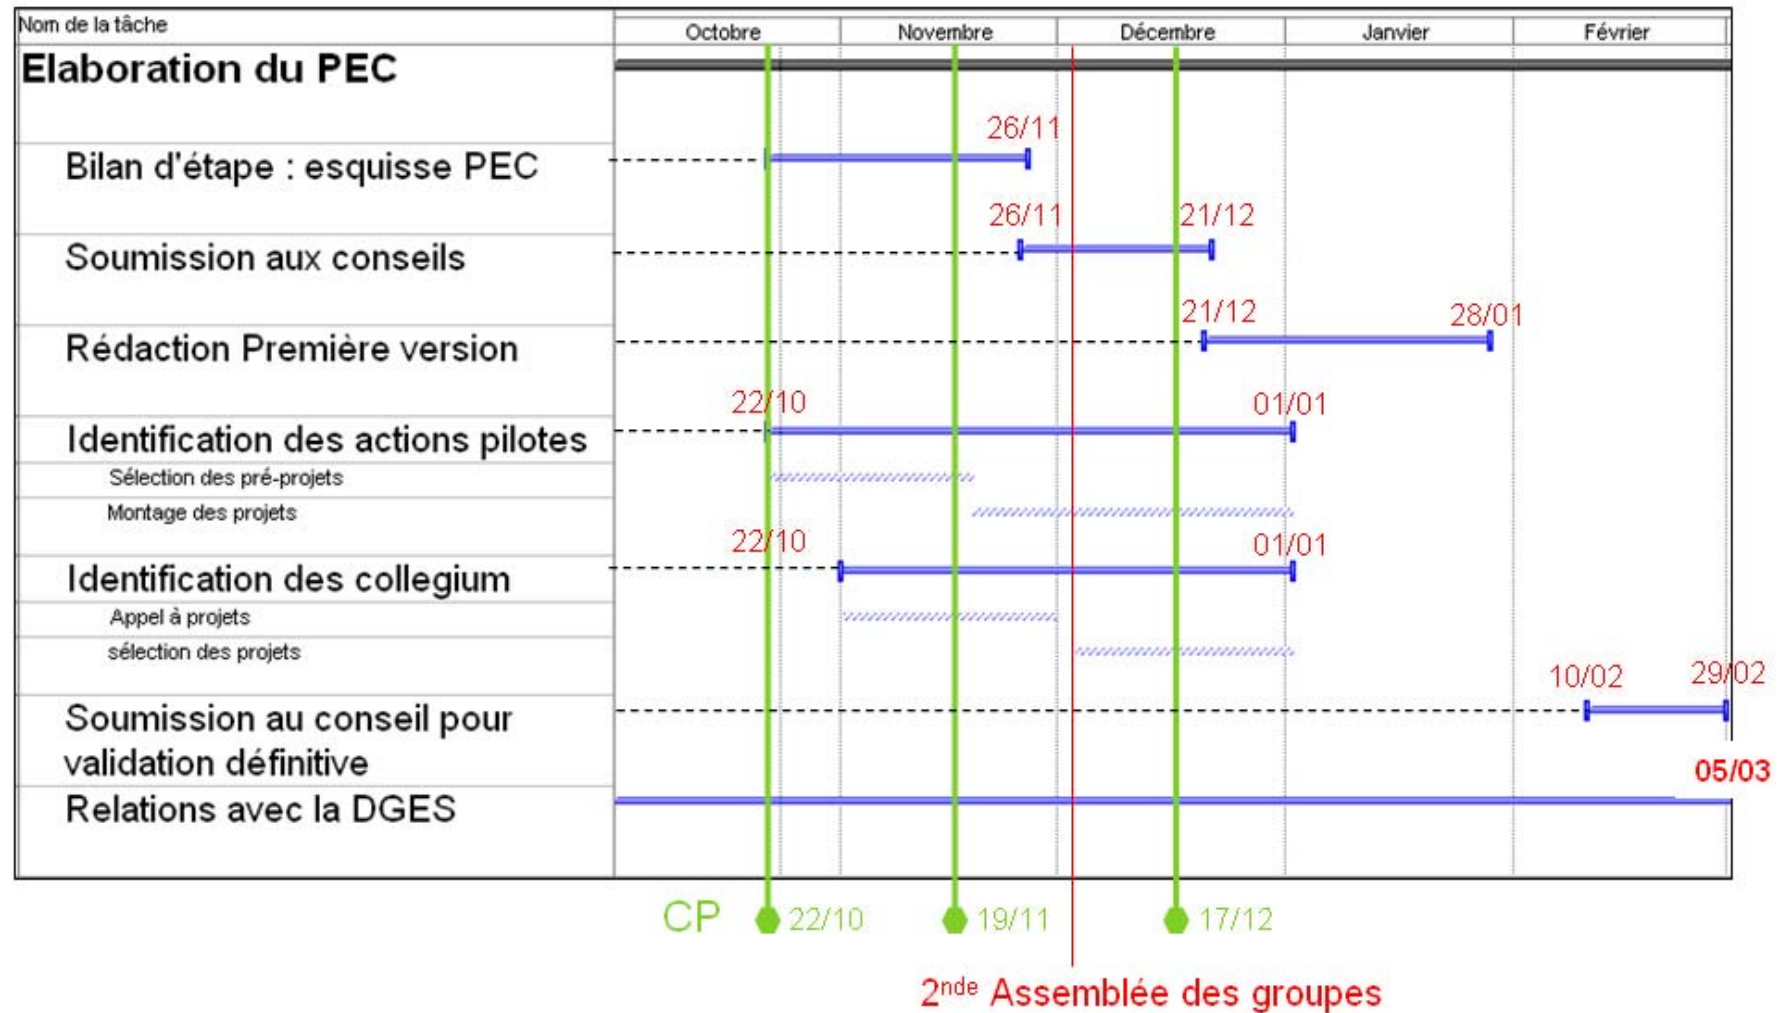 Nom de la tâche
Octobre Novembre Décembre Janvier Février
Elaboration du PEC
26/11
Bilan d'étape : esquisse PEC
26/11 21/12
Soumission aux conseils
21/12 28/01
Rédaction Première version
22/10 01/01
Identification des actions pilotes
Sélection des pré-projets
Montage des projets
22/10 01/01
Identification des collegium
Appel à projets
sélection des projets
10/02 29/02
Soumission au conseil pour
validation définitive
05/03
Relations avec la DGES
CP 22/10 19/11 17/12
2nde Assemblée des groupes